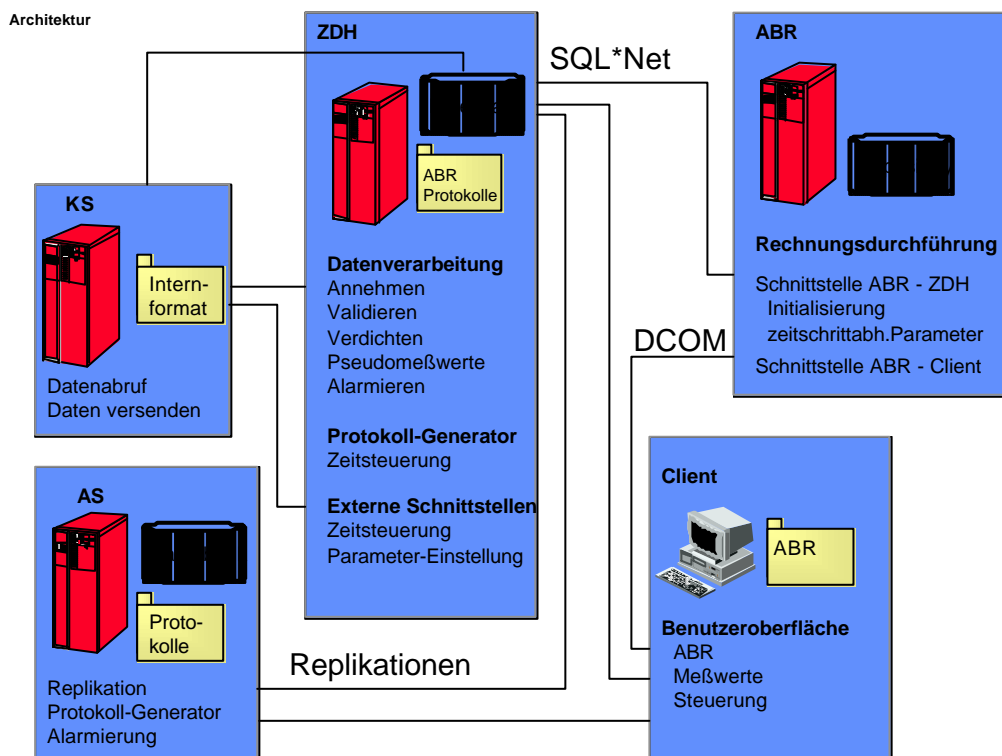 Architektur
ZDH
ABR
Protokolle
Datenverarbeitung
Annehmen
Validieren
Verdichten
Pseudomeßwerte
Alarmieren
Protokoll-Generator
Zeitsteuerung
Externe Schnittstellen
Zeitsteuerung
Parameter-Einstellung
SQL*Net
ABR
Rechnungsdurchführung
Schnittstelle ABR - ZDH
Initialisierung
zeitschrittabh.Parameter
Schnittstelle ABR - Client
DCOM
KS
Intern-
format
Datenabruf
Daten versenden
AS
Proto-
kolle
Replikation
Protokoll-Generator
Alarmierung
Replikationen
Client
ABR
Benutzeroberfläche
ABR
Meßwerte
Steuerung